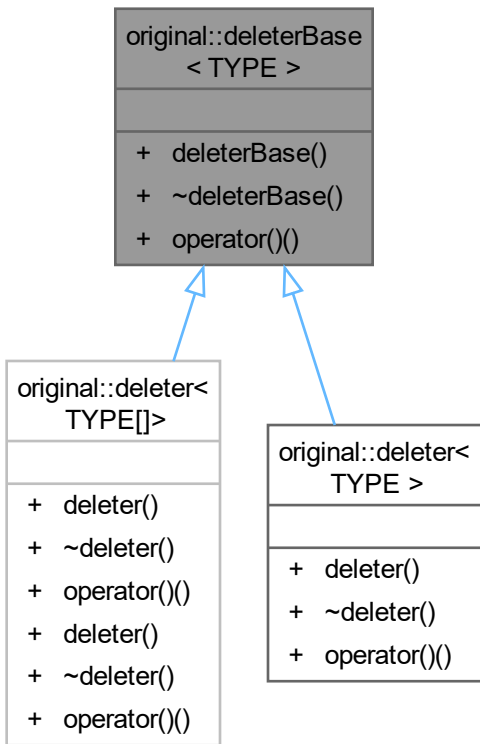 original::deleterBase
< TYPE >
+ deleterBase()
+ ~deleterBase()
+ operator()()
original::deleter<
TYPE[]>
+ deleter()
+ ~deleter()
+ operator()()
+ deleter()
+ ~deleter()
+ operator()()
original::deleter<
TYPE >
+ deleter()
+ ~deleter()
+ operator()()